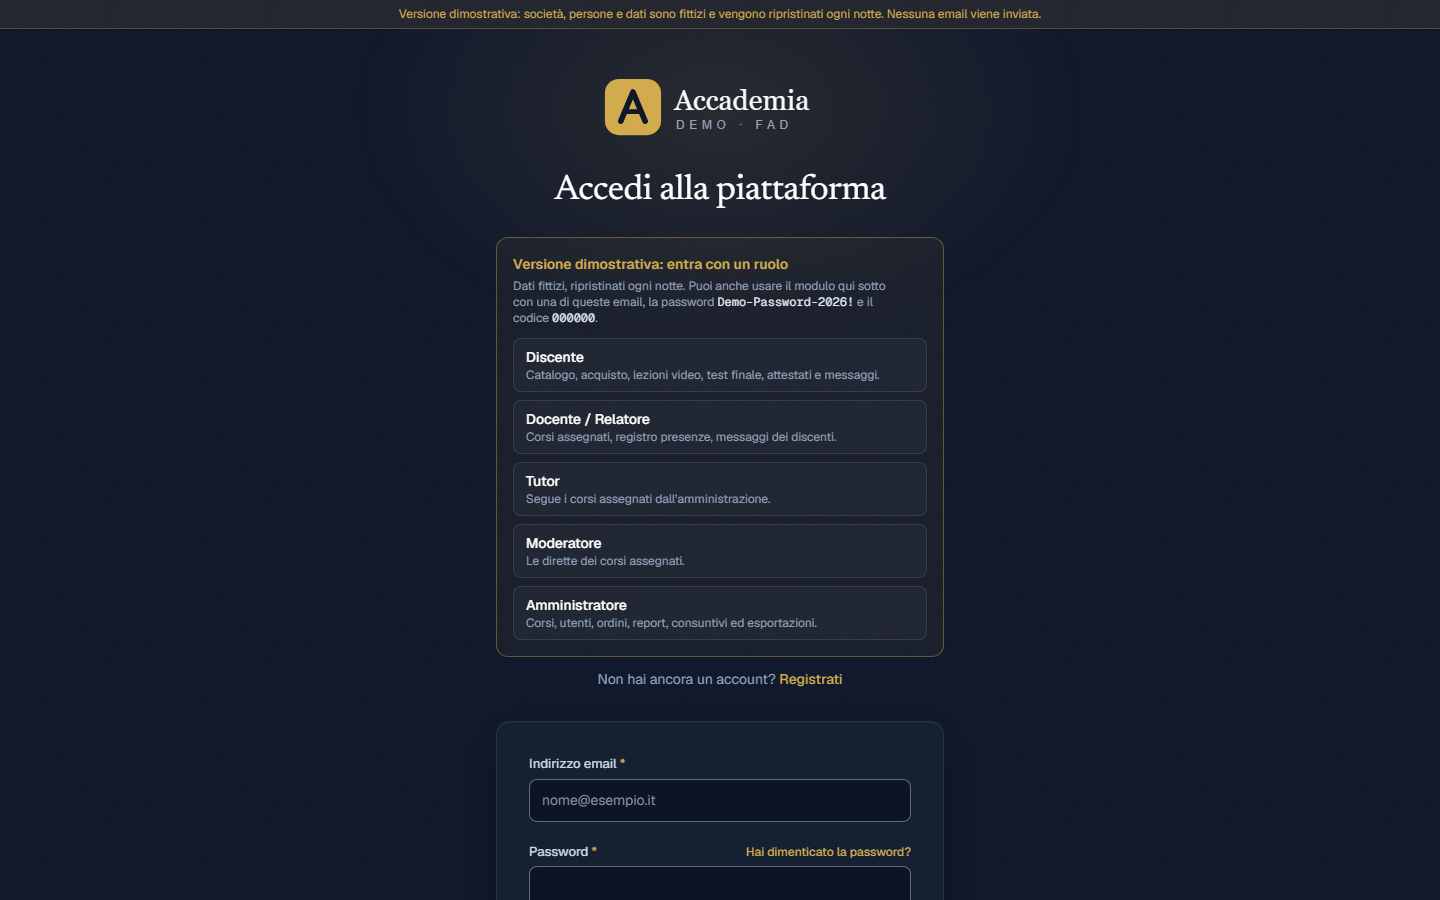 Versione dimostrativa: società, persone e dati sono fittizi e vengono ripristinati ogni notte. Nessuna email viene inviata.
A
Accademia
DEMO · FAD
Accedi alla piattaforma
Versione dimostrativa: entra con un ruolo
Dati fittizi, ripristinati ogni notte. Puoi anche usare il modulo qui sotto
con una di queste email, la password Demo-Password-2026! e il
codice 000000.
Discente
Catalogo, acquisto, lezioni video, test finale, attestati e messaggi.
Docente / Relatore
Corsi assegnati, registro presenze, messaggi dei discenti.
Tutor
Segue i corsi assegnati dall'amministrazione.
Moderatore
Le dirette dei corsi assegnati.
Amministratore
Corsi, utenti, ordini, report, consuntivi ed esportazioni.
Non hai ancora un account? Registrati
Indirizzo email *
nome@esempio.it
Password *
Hai dimenticato la password?